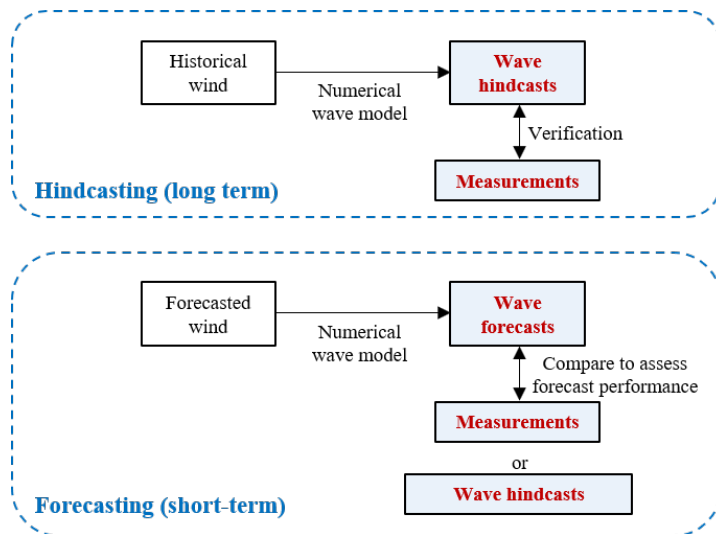 Historical
wind
Numerical
wave model
Wave
hindcasts
Verification
Measurements
Hindcasting (long term)
Forecasted
wind
Numerical
wave model
Wave
forecasts
Compare to assess
forecast performance
Measurements
or
Wave hindcasts
Forecasting (short-term)